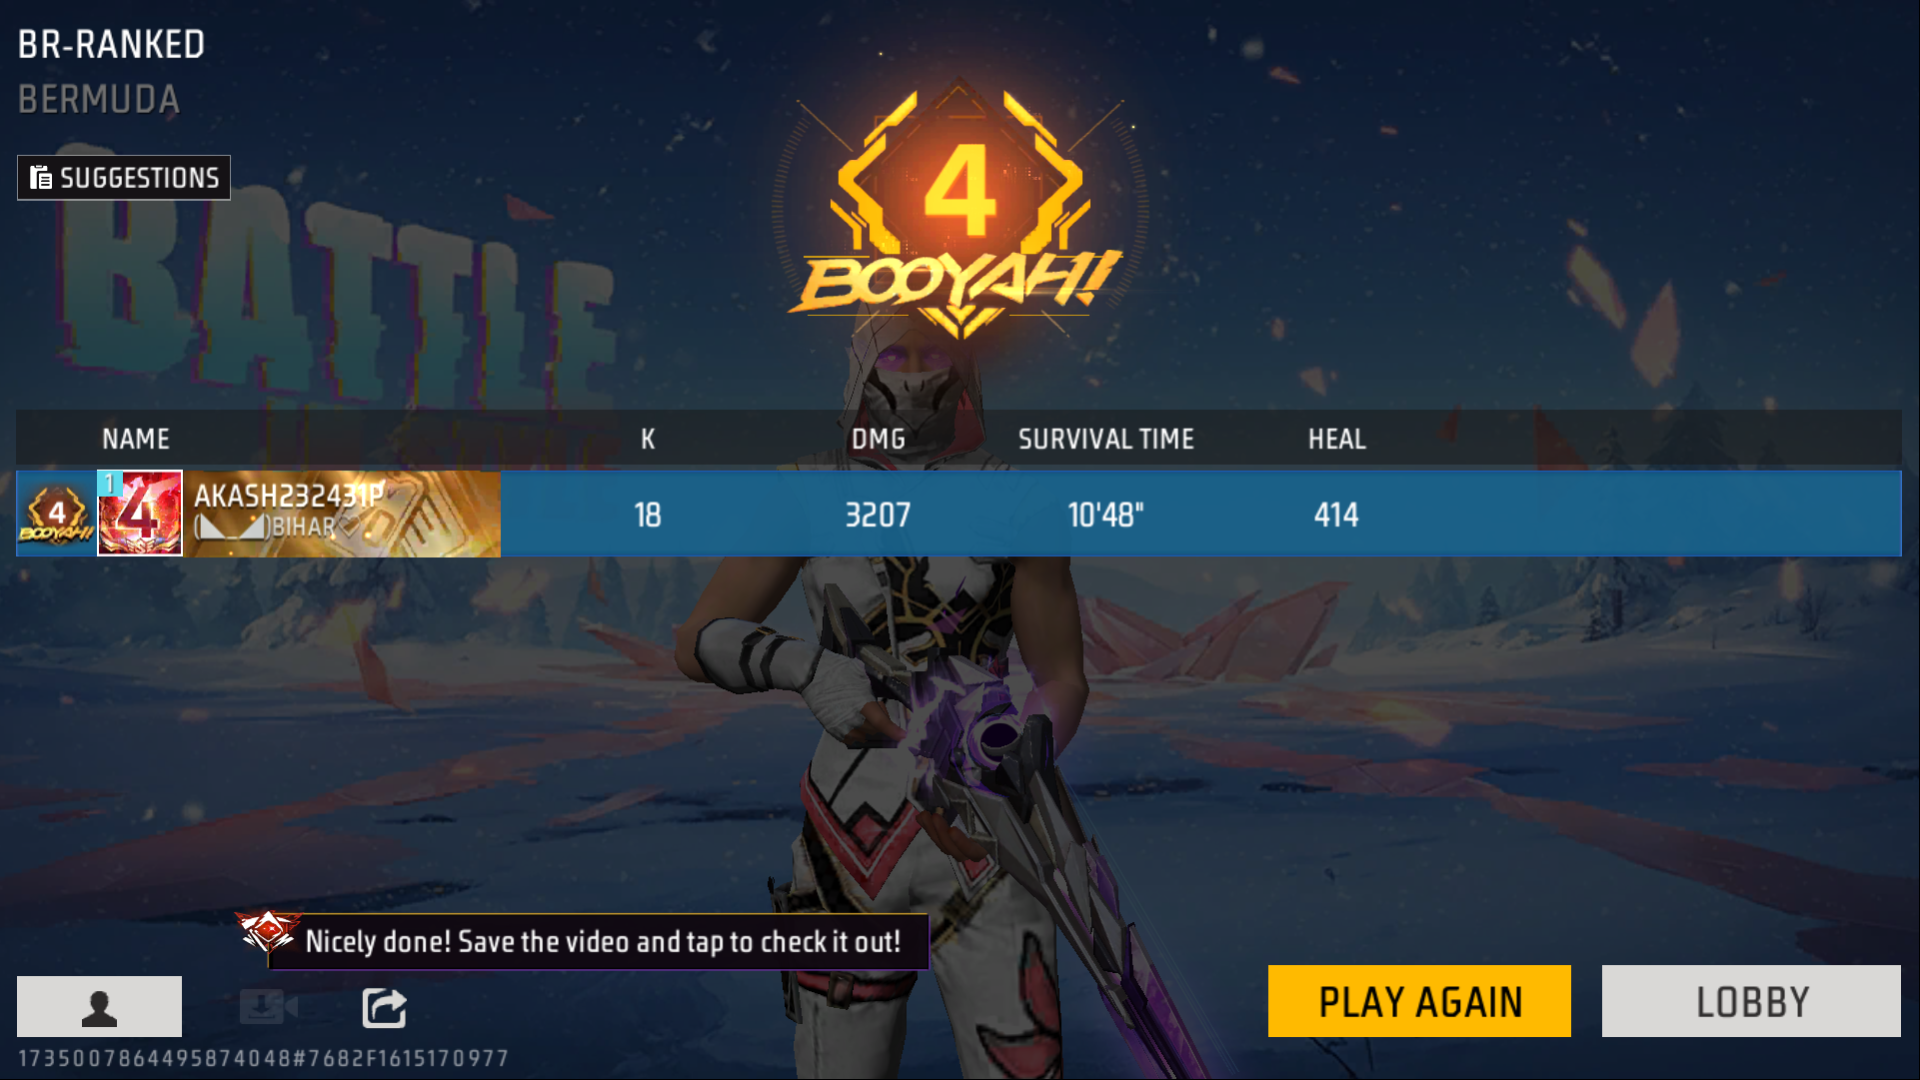 BR-RANKED
BERMUDA
SUGGESTIONS
BATTLE
4
BOOYAH!
NAME K DMG SURVIVAL TIME HEAL
4 BOOYAH! 1 4 AKASH232431P 18 3207 10'48" 414
BIHAR♡
Nicely done! Save the video and tap to check it out!
PLAY AGAIN LOBBY
1735007864495874048#7682F1615170977